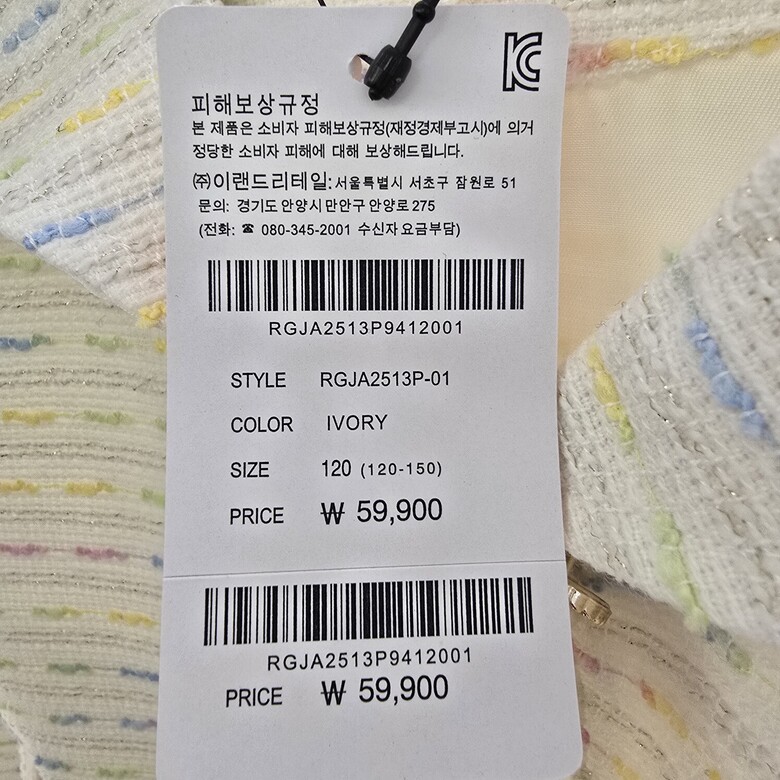 피해보상규정
본 제품은 소비자 피해보상규정(재정경제부고시)에 의거
정당한 소비자 피해에 대해 보상해드립니다.
㈜이랜드리테일: 서울특별시 서초구 잠원로 51
문의: 경기도 안양시 만안구 안양로 275
(전화: ☎ 080-345-2001 수신자 요금부담)
RGJA2513P9412001
STYLE RGJA2513P-01
COLOR IVORY
SIZE 120 (120-150)
PRICE ₩ 59,900
RGJA2513P9412001
PRICE ₩ 59,900